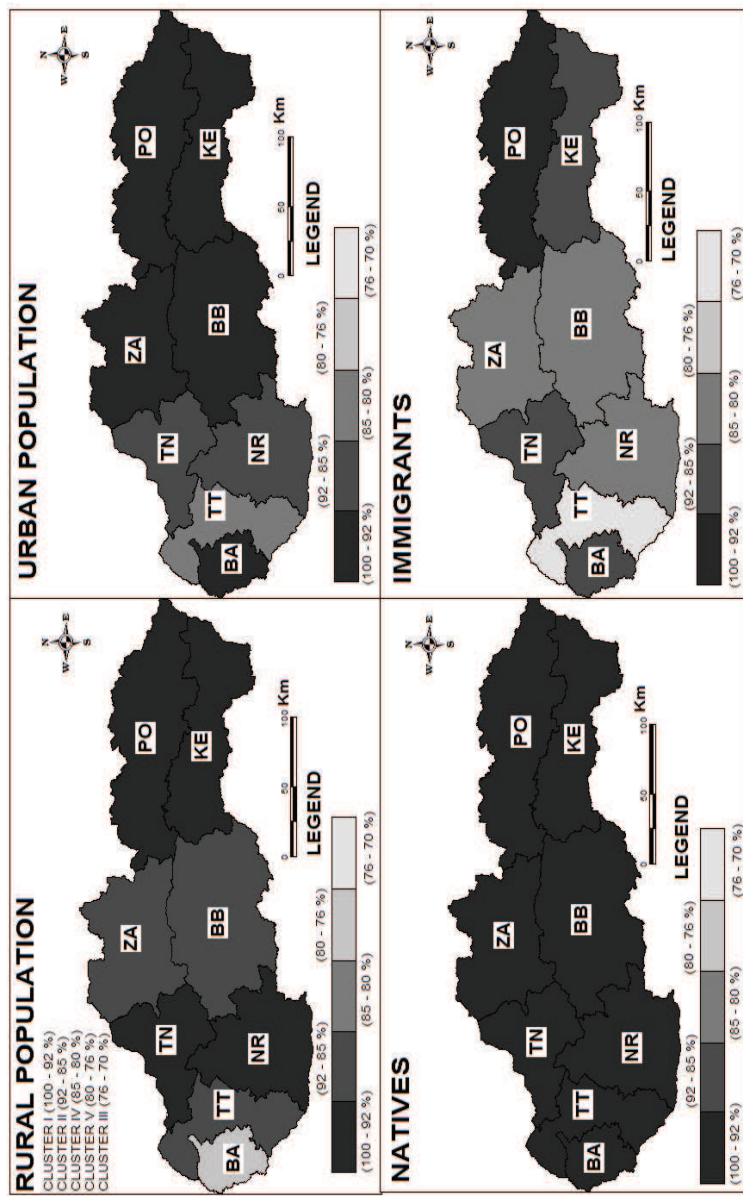 RURAL POPULATION
CLUSTER I (100 - 92 %)
CLUSTER II (92 - 85 %)
CLUSTER IV (85 - 80 %)
CLUSTER V (80 - 76 %)
CLUSTER III (76 - 70 %)
N
W E
S
ZA
PO
TN
BB
KE
TT
NR
BA
0 50 100 Km
LEGEND
(92 - 85 %) (80 - 76 %)
(100 - 92 %) (85 - 80 %) (76 - 70 %)
URBAN POPULATION
N
W E
S
ZA
PO
TN
BB
KE
TT
NR
BA
0 50 100 Km
LEGEND
(92 - 85 %) (80 - 76 %)
(100 - 92 %) (85 - 80 %) (76 - 70 %)
NATIVES
N
W E
S
ZA
PO
TN
BB
KE
TT
NR
BA
0 50 100 Km
LEGEND
(92 - 85 %) (80 - 76 %)
(100 - 92 %) (85 - 80 %) (76 - 70 %)
IMMIGRANTS
N
W E
S
ZA
PO
TN
BB
KE
TT
NR
BA
0 50 100 Km
LEGEND
(92 - 85 %) (80 - 76 %)
(100 - 92 %) (85 - 80 %) (76 - 70 %)